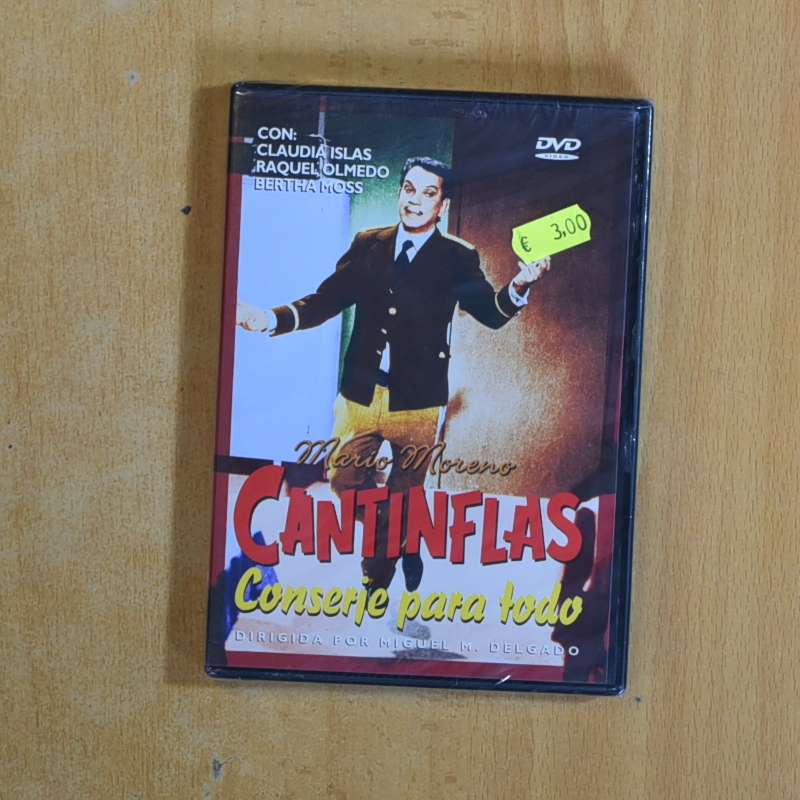 CON:
CLAUDIA ISLAS
RAQUEL OLMEDO
BERTHA MOSS
DVD
VIDEO
€ 3,00
Mario Moreno
CANTINFLAS
Conserje para todo
DIRIGIDA POR MIGUEL M. DELGADO